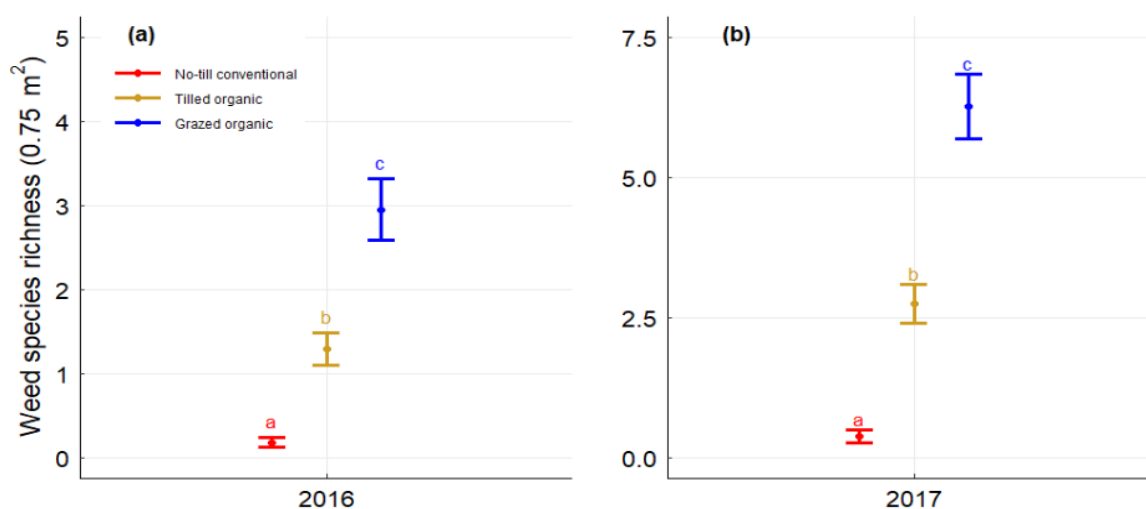 Weed species richness (0.75 m²)
(a)
5
4
3
2
1
0
No-till conventional
Tilled organic
Grazed organic
a
b
c
2016
(b)
7.5
5.0
2.5
0.0
a
b
c
2017